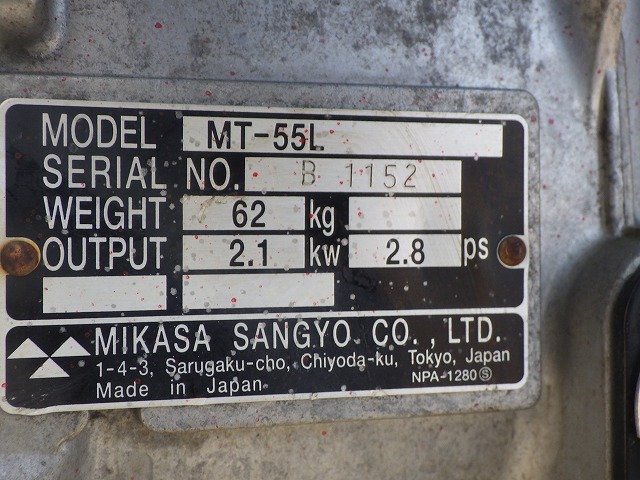 MODEL MT-55L
SERIAL NO. B 1152
WEIGHT 62 kg
OUTPUT 2.1 kw 2.8 ps
MIKASA SANGYO CO., LTD.
1-4-3, Sarugaku-cho, Chiyoda-ku, Tokyo, Japan
Made in Japan NPA-1280Ⓢ